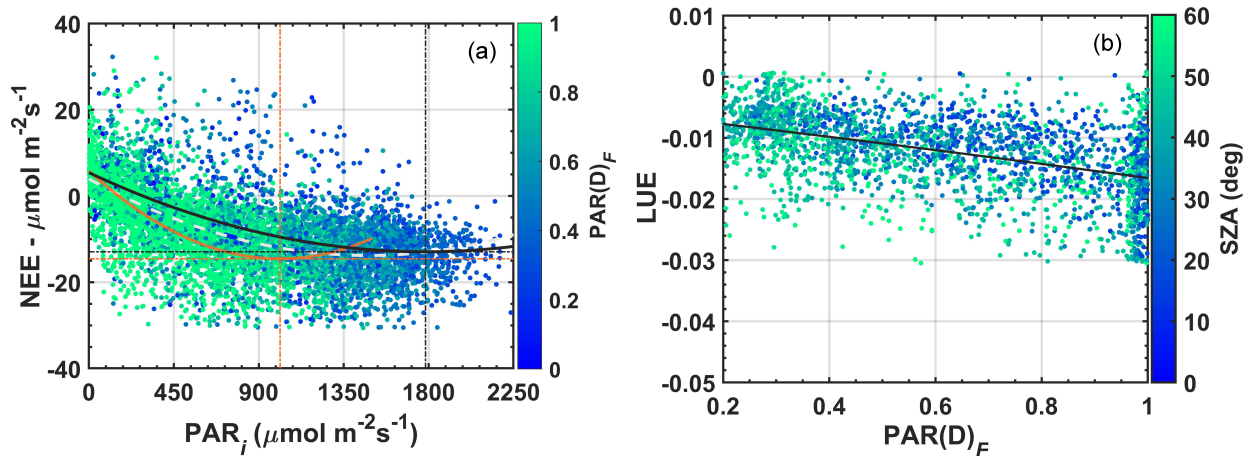 (a)
40
20
0
-20
-40
NEE - μmol m⁻²s⁻¹
0 450 900 1350 1800 2250
PARᵢ (μmol m⁻²s⁻¹)
1
0.8
0.6
0.4
0.2
0
PAR(D)_F
(b)
0.01
0
-0.01
-0.02
-0.03
-0.04
-0.05
LUE
0.2 0.4 0.6 0.8 1
PAR(D)_F
60
50
40
30
20
10
0
SZA (deg)